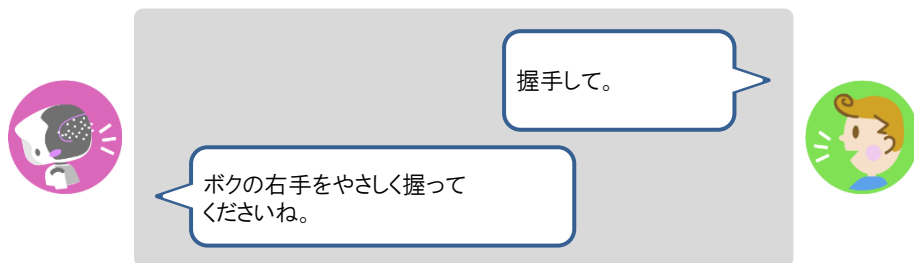 握手して。
ボクの右手をやさしく握って
くださいね。